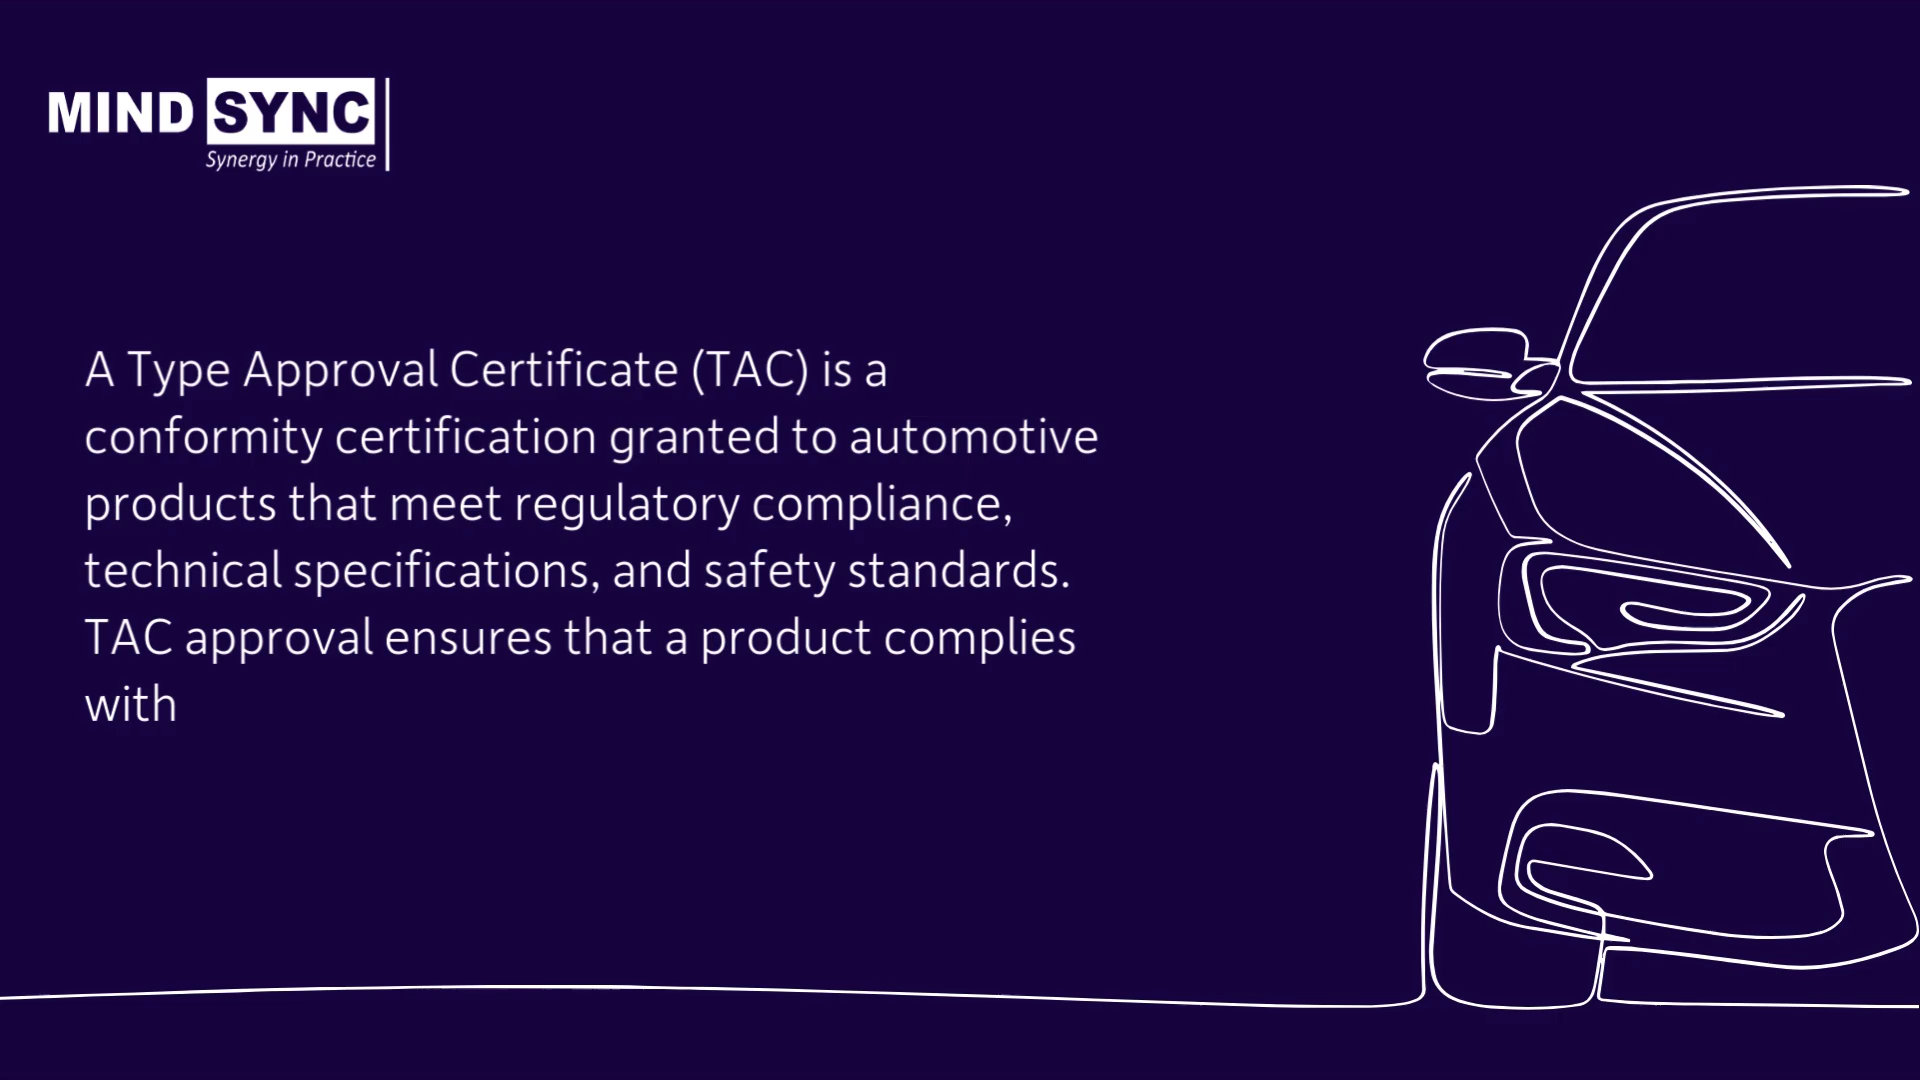 MIND SYNC
Synergy in Practice
A Type Approval Certificate (TAC) is a
conformity certification granted to automotive
products that meet regulatory compliance,
technical specifications, and safety standards.
TAC approval ensures that a product complies
with